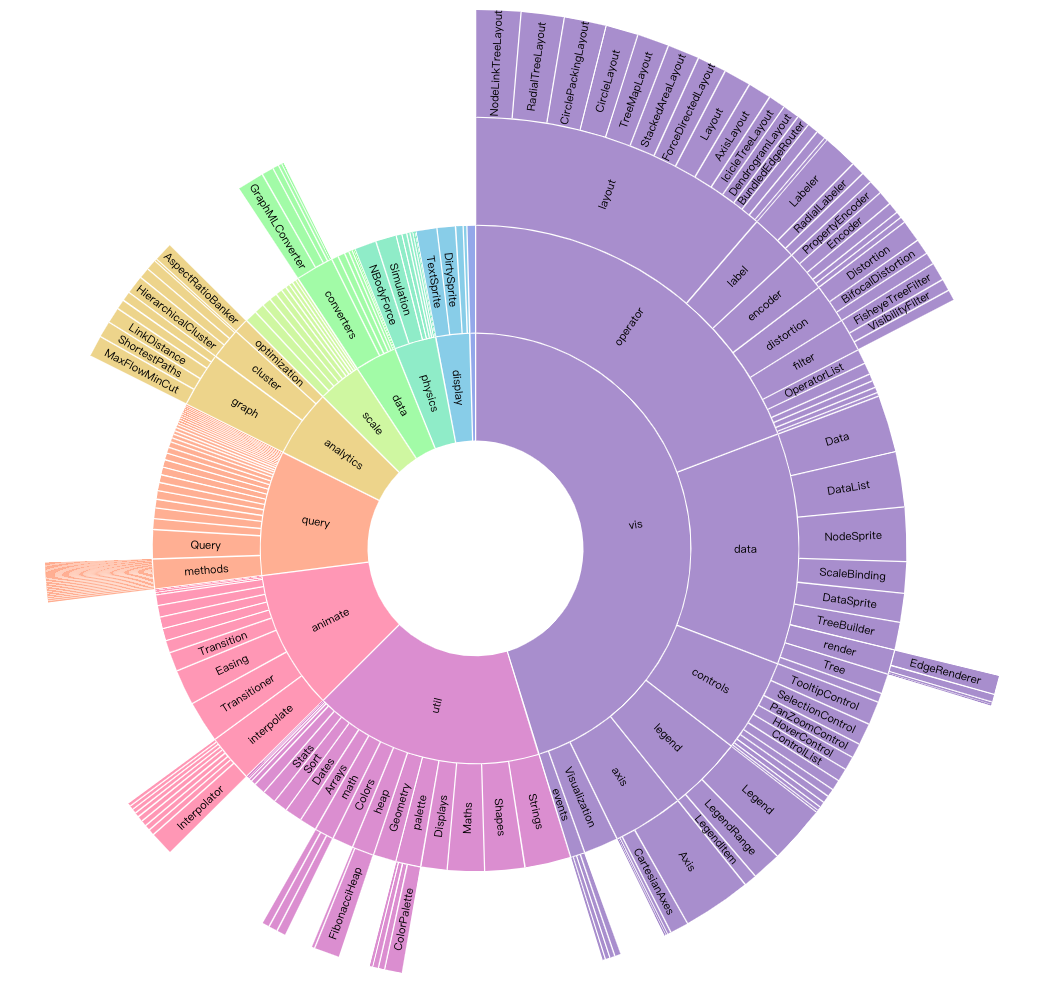 vis
operator
layout
NodeLinkTreeLayout
RadialTreeLayout
CirclePackingLayout
CircleLayout
TreeMapLayout
StackedAreaLayout
ForceDirectedLayout
Layout
AxisLayout
IcicleTreeLayout
DendrogramLayout
BundledEdgeRouter
label
Labeler
RadialLabeler
encoder
PropertyEncoder
Encoder
distortion
Distortion
BifocalDistortion
filter
FisheyeTreeFilter
VisibilityFilter
OperatorList
data
Data
DataList
NodeSprite
ScaleBinding
DataSprite
TreeBuilder
render
EdgeRenderer
Tree
controls
TooltipControl
SelectionControl
PanZoomControl
HoverControl
ControlList
legend
Legend
LegendRange
LegendItem
axis
Axis
CartesianAxes
Visualization
events
util
Strings
Shapes
Maths
Displays
palette
ColorPalette
Geometry
heap
FibonacciHeap
Colors
math
Arrays
Dates
Sort
Stats
animate
interpolate
Interpolator
Transitioner
Easing
Transition
query
methods
Query
analytics
graph
MaxFlowMinCut
ShortestPaths
LinkDistance
cluster
HierarchicalCluster
optimization
AspectRatioBanker
scale
data
converters
GraphMLConverter
physics
NBodyForce
Simulation
display
TextSprite
DirtySprite